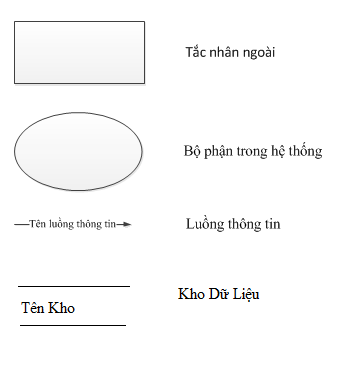 Tắc nhân ngoài
Bộ phận trong hệ thống
Tên luồng thông tin
Luồng thông tin
Kho Dữ Liệu
Tên Kho